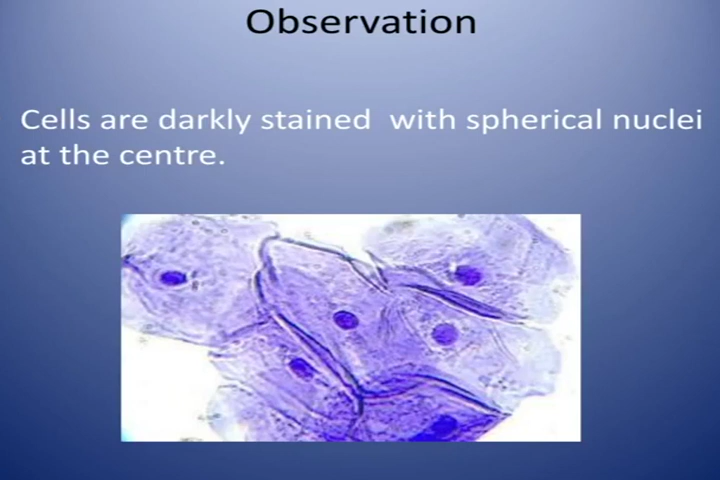 Observation
Cells are darkly stained  with spherical nuclei
at the centre.